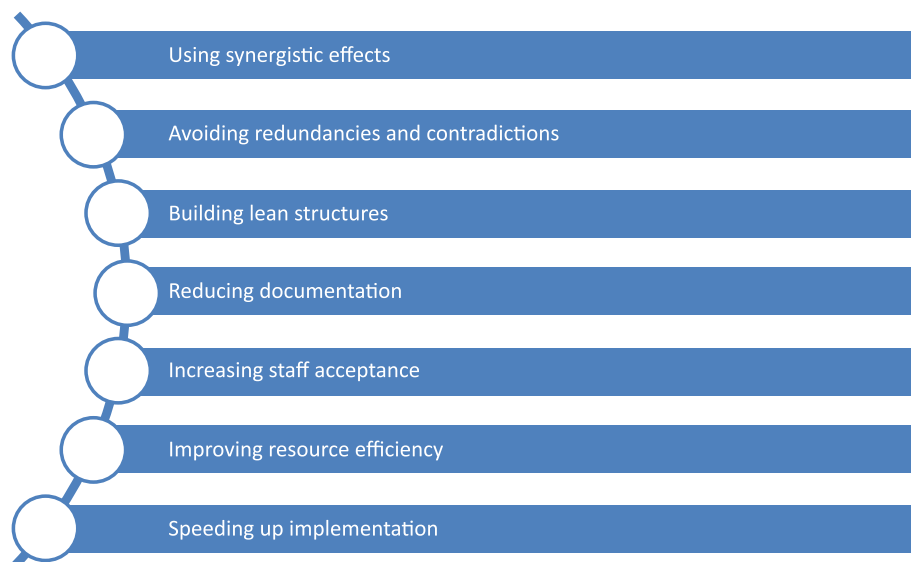 Using synergistic effects
Avoiding redundancies and contradictions
Building lean structures
Reducing documentation
Increasing staff acceptance
Improving resource efficiency
Speeding up implementation